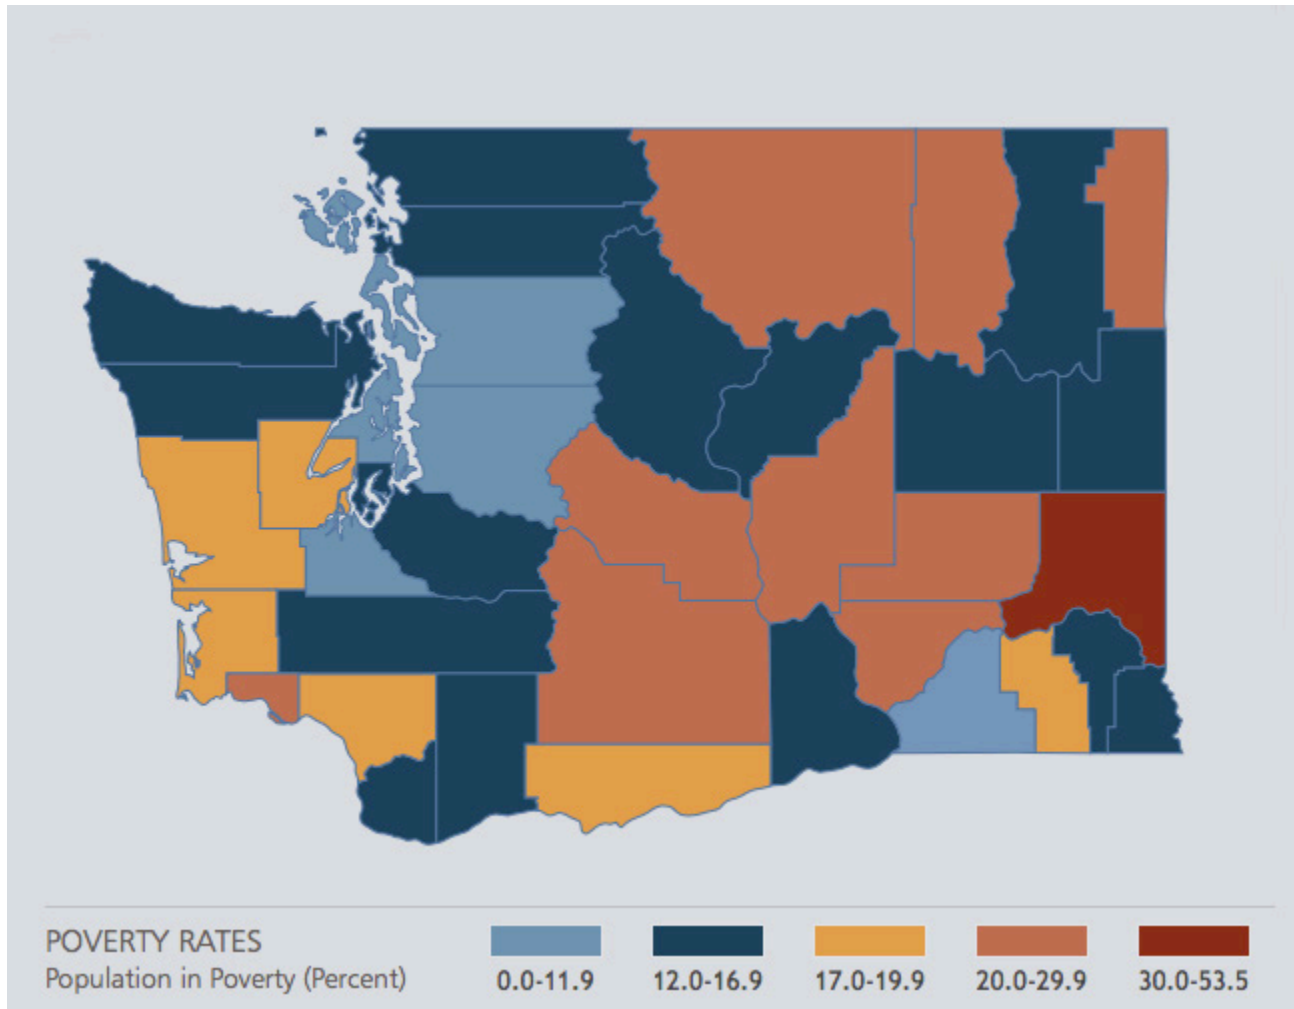 POVERTY RATES
Population in Poverty (Percent)
0.0-11.9
12.0-16.9
17.0-19.9
20.0-29.9
30.0-53.5